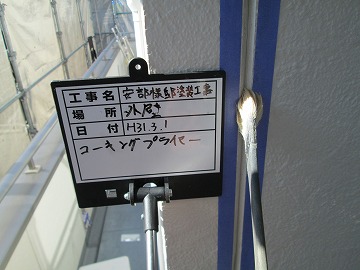 工事名 安部様邸塗装工事
場所 外壁
日付 H31.3.1
コーキングプライマー